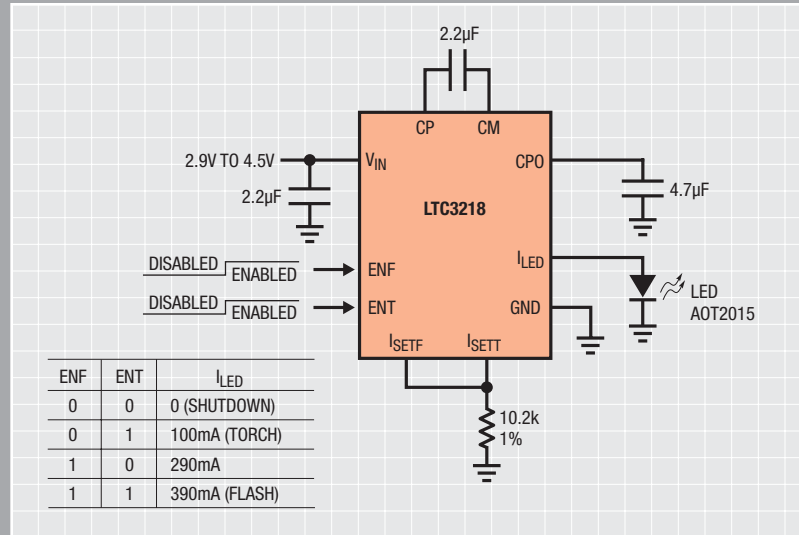 2.2µF
CP CM
2.9V TO 4.5V
VIN
CPO
2.2µF
4.7µF
LTC3218
DISABLED
ENABLED
ENF
ILED
LED
AOT2015
DISABLED
ENABLED
ENT
GND
ISETF ISETT
10.2k
1%
ENF ENT ILED
0 0 0 (SHUTDOWN)
0 1 100mA (TORCH)
1 0 290mA
1 1 390mA (FLASH)